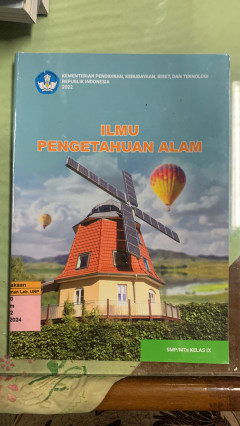 KEMENTERIAN PENDIDIKAN, KEBUDAYAAN, RISET, DAN TEKNOLOGI
REPUBLIK INDONESIA
2022
ILMU
PENGETAHUAN ALAM
2024
SMP/MTs KELAS IX